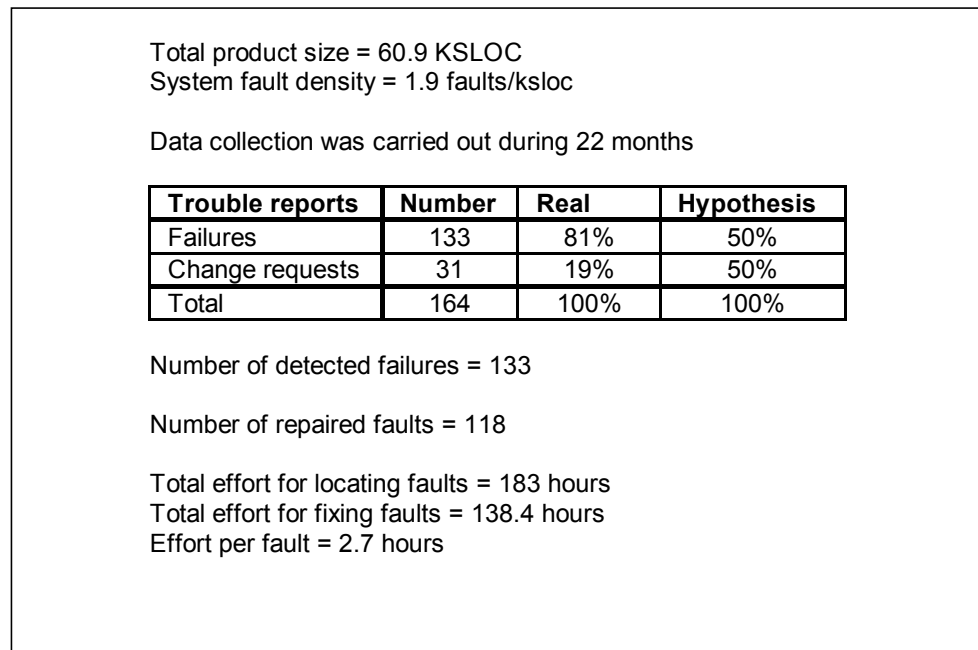 Total product size = 60.9 KSLOC
System fault density = 1.9 faults/ksloc
Data collection was carried out during 22 months
Trouble reports Number Real Hypothesis
Failures 133 81% 50%
Change requests 31 19% 50%
Total 164 100% 100%
Number of detected failures = 133
Number of repaired faults = 118
Total effort for locating faults = 183 hours
Total effort for fixing faults = 138.4 hours
Effort per fault = 2.7 hours